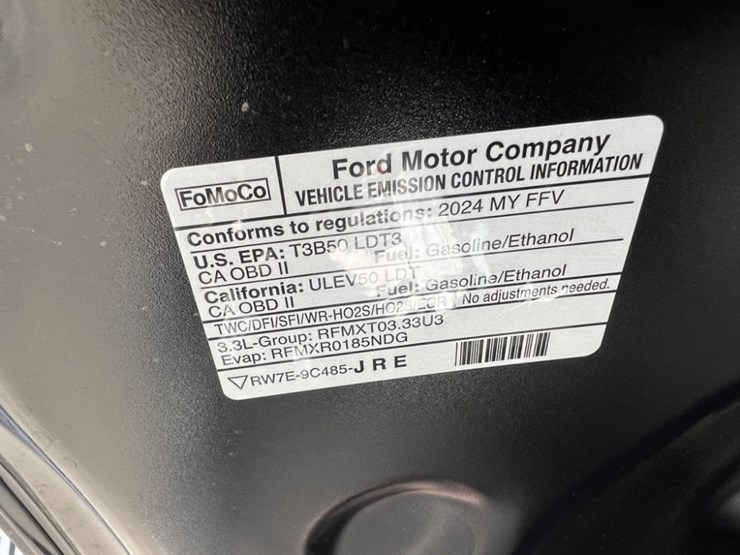 FoMoCo
Ford Motor Company
VEHICLE EMISSION CONTROL INFORMATION
Conforms to regulations: 2024 MY FFV
U.S. EPA: T3B50 LDT3
CA OBD II Fuel: Gasoline/Ethanol
California: ULEV50 LDT
CA OBD II Fuel: Gasoline/Ethanol
TWC/DFI/SFI/WR-HO2S/HO2S/EGR No adjustments needed.
3.3L-Group: RFMXT03.33U3
Evap: RFMXR0185NDG
RW7E-9C485-J R E